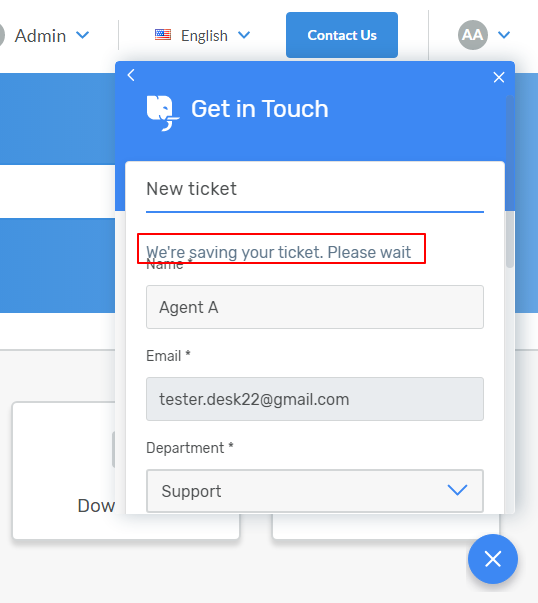 Admin English Contact Us AA
Get in Touch
New ticket
We're saving your ticket. Please wait
Name *
Agent A
Email *
tester.desk22@gmail.com
Department *
Support
Dow